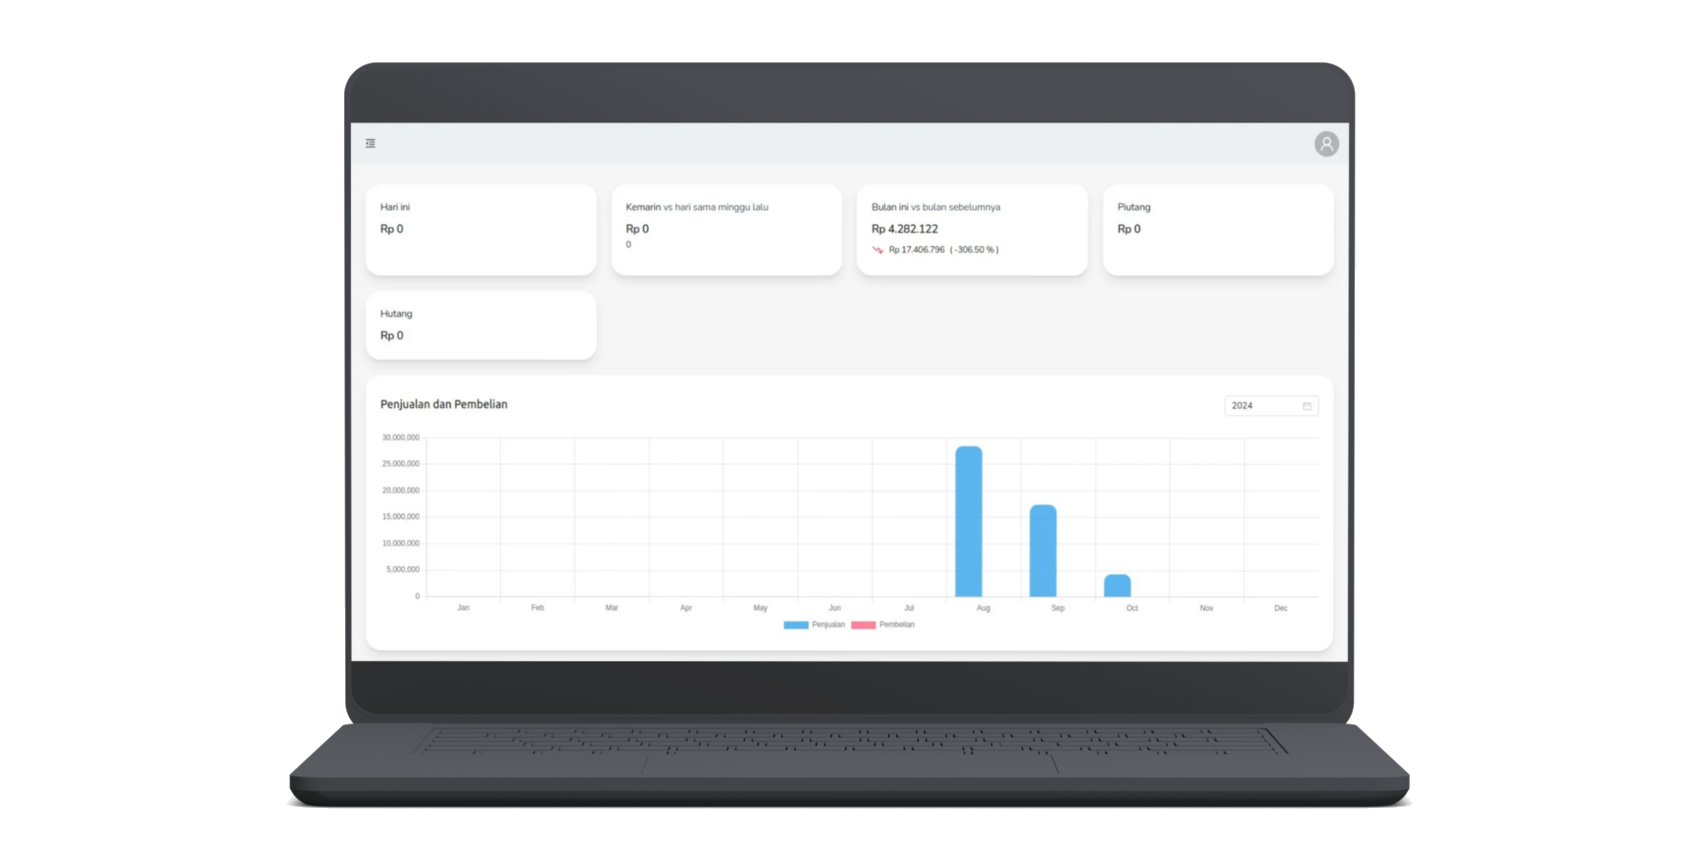 Hari ini
Rp 0
Kemarin vs hari sama minggu lalu
Rp 0
0
Bulan ini vs bulan sebelumnya
Rp 4.282.122
Rp 17.406.796 ( -306.50 % )
Piutang
Rp 0
Hutang
Rp 0
Penjualan dan Pembelian
2024
30,000,000
25,000,000
20,000,000
15,000,000
10,000,000
5,000,000
0
Jan Feb Mar Apr May Jun Jul Aug Sep Oct Nov Dec
Penjualan Pembelian